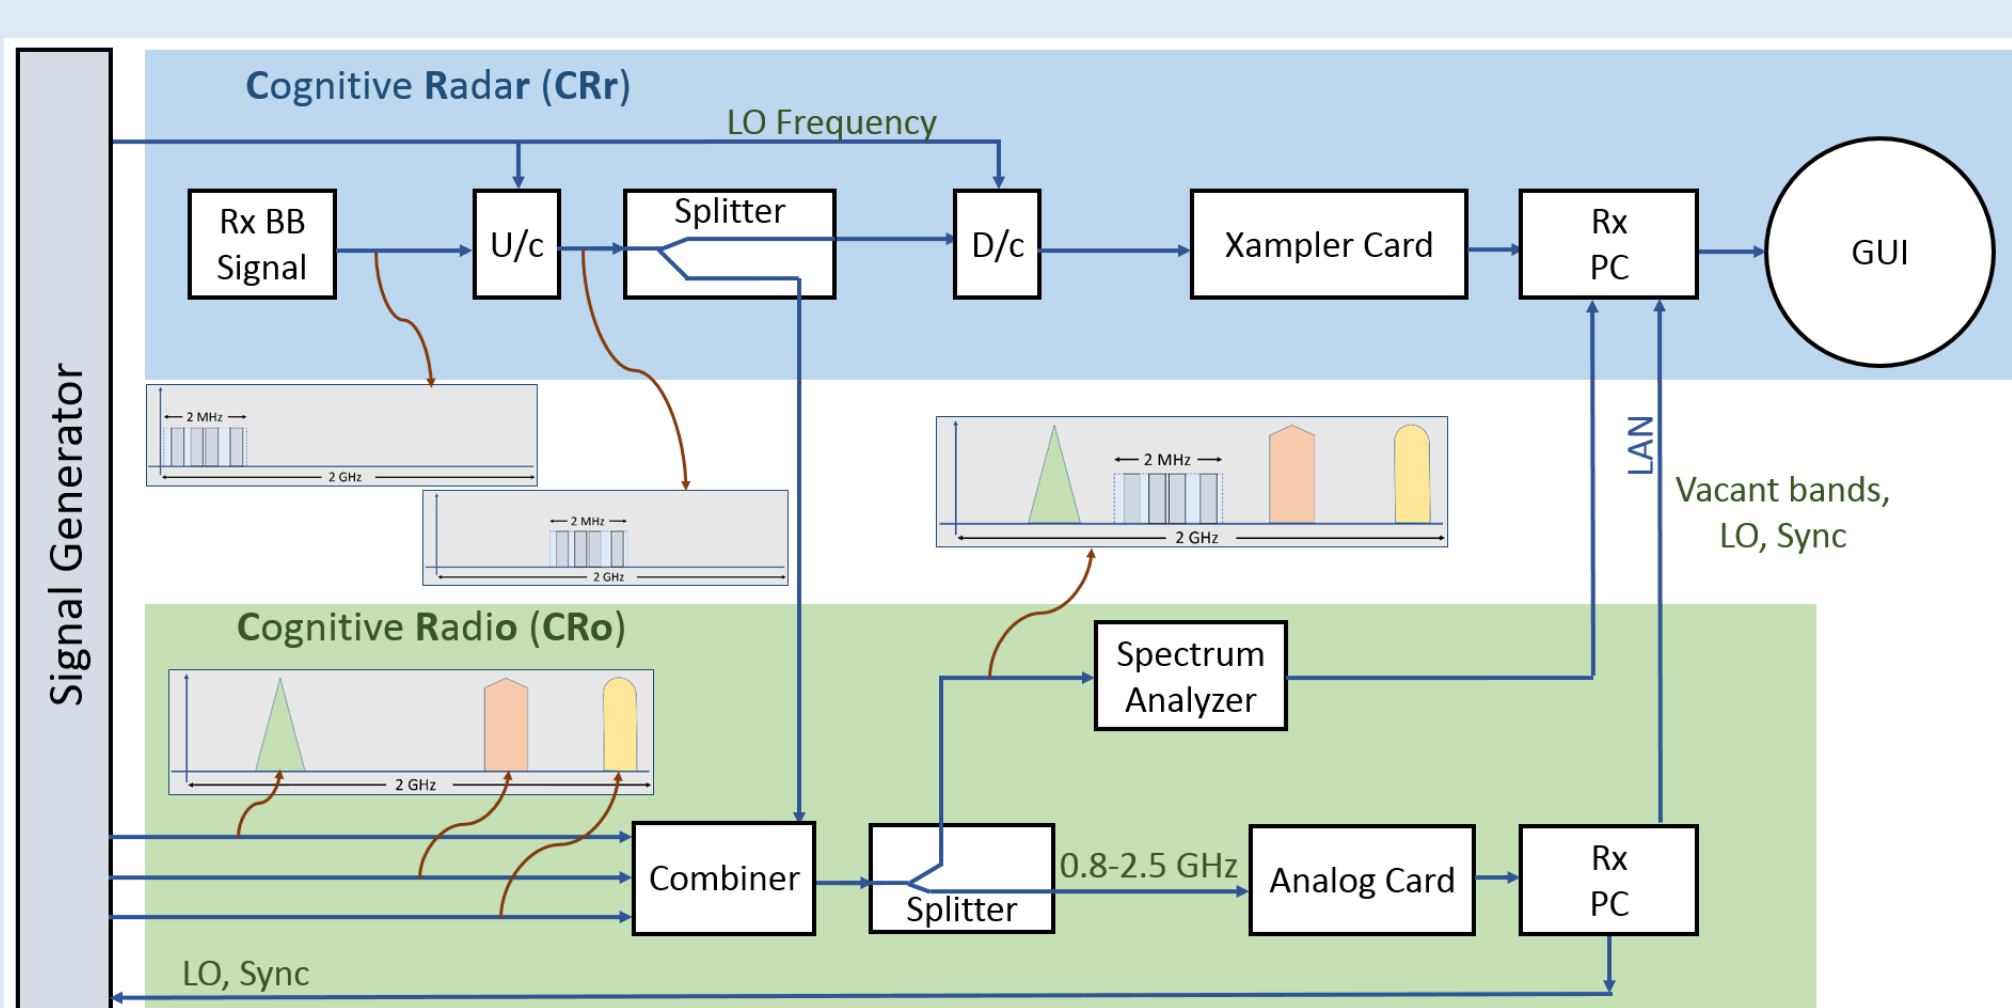 Signal Generator
Cognitive Radar (CRr)
LO Frequency
Rx BB
Signal
U/c
Splitter
D/c
Xampler Card
Rx
PC
GUI
2 MHz
2 GHz
2 MHz
2 GHz
2 MHz
2 GHz
LAN
Vacant bands,
LO, Sync
Cognitive Radio (CRo)
2 GHz
Spectrum
Analyzer
Combiner
Splitter
0.8-2.5 GHz
Analog Card
Rx
PC
LO, Sync